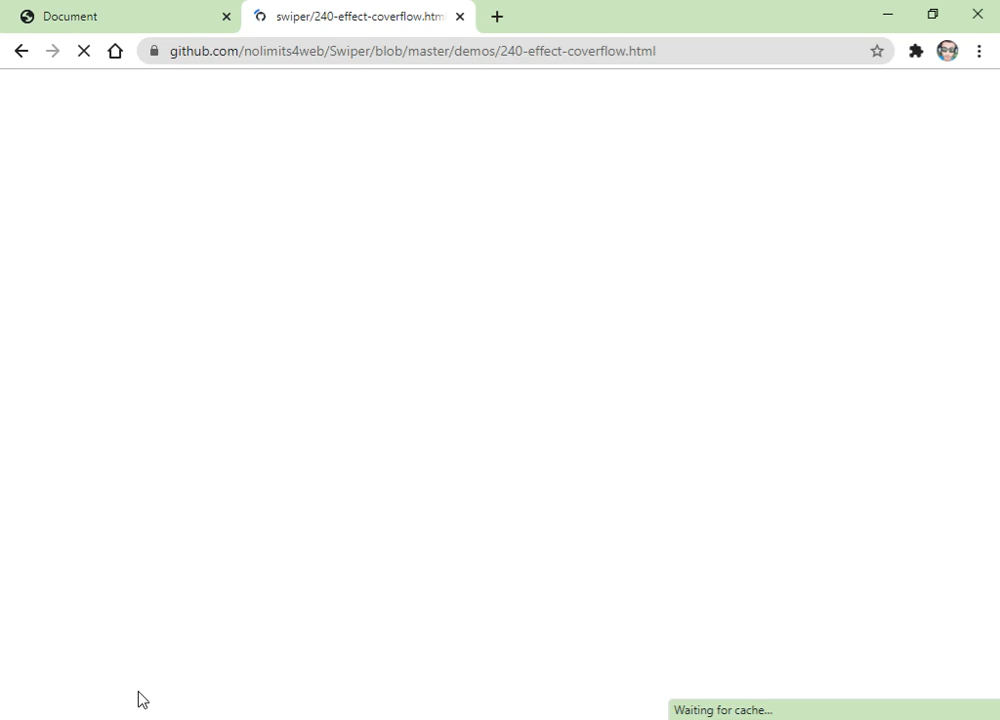 Document
swiper/240-effect-coverflow.htm
github.com/nolimits4web/Swiper/blob/master/demos/240-effect-coverflow.html
Waiting for cache...